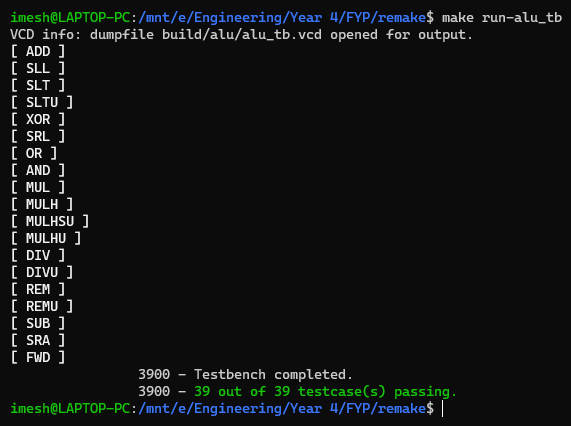 imesh@LAPTOP-PC:/mnt/e/Engineering/Year 4/FYP/remake$ make run-alu_tb
VCD info: dumpfile build/alu/alu_tb.vcd opened for output.
[ ADD ]
[ SLL ]
[ SLT ]
[ SLTU ]
[ XOR ]
[ SRL ]
[ OR ]
[ AND ]
[ MUL ]
[ MULH ]
[ MULHSU ]
[ MULHU ]
[ DIV ]
[ DIVU ]
[ REM ]
[ REMU ]
[ SUB ]
[ SRA ]
[ FWD ]
3900 - Testbench completed.
3900 - 39 out of 39 testcase(s) passing.
imesh@LAPTOP-PC:/mnt/e/Engineering/Year 4/FYP/remake$